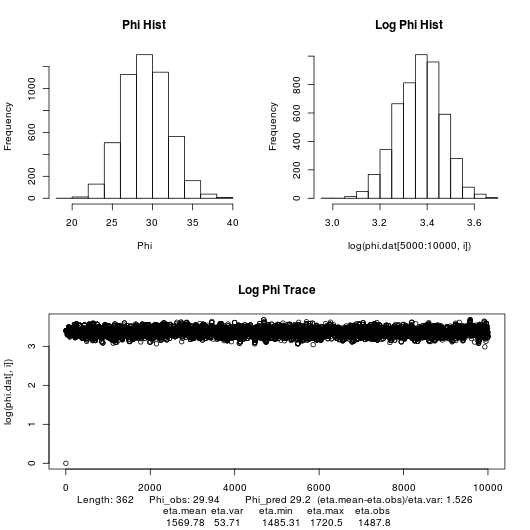 Phi Hist
Log Phi Hist
Frequency
0 200 600 1000
20 25 30 35 40
Phi
Frequency
0 200 400 600 800
3.0 3.2 3.4 3.6
log(phi.dat[5000:10000, i])
Log Phi Trace
log(phi.dat[, i])
0 1 2 3
0 2000 4000 6000 8000 10000
Length: 362 Phi_obs: 29.94 Phi_pred 29.2 (eta.mean-eta.obs)/eta.var: 1.526
eta.mean eta.var eta.min eta.max eta.obs
1569.78 53.71 1485.31 1720.5 1487.8